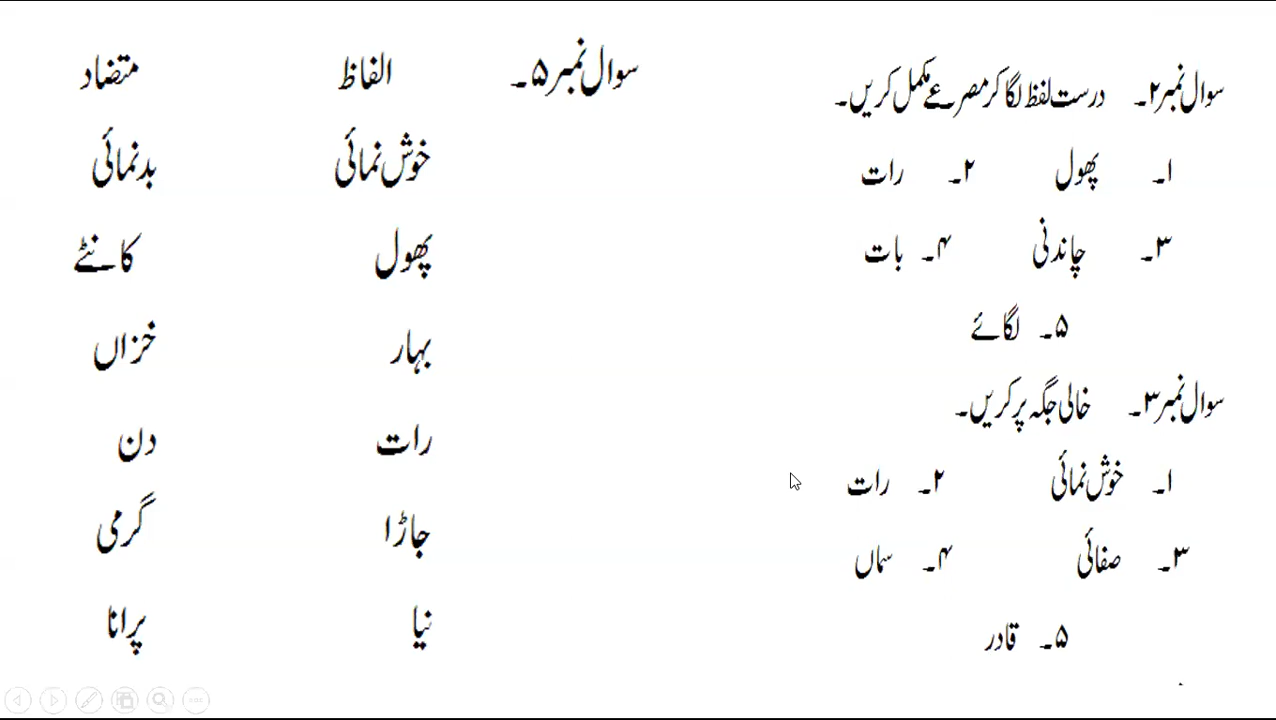 سوال نمبر۲۔ درست لفظ لگا کر مصرعے مکمل کریں۔
۱۔ پھول ۲۔ رات
۳۔ چاندنی ۴۔ بات
۵۔ لگائے
سوال نمبر۳۔ خالی جگہ پر کریں۔
۱۔ خوش نمائی ۲۔ رات
۳۔ صفائی ۴۔ سماں
۵۔ قادر
سوال نمبر۵۔ الفاظ متضاد
خوش نمائی بدنمائی
پھول کانٹے
بہار خزاں
رات دن
جاڑا گرمی
نیا پرانا